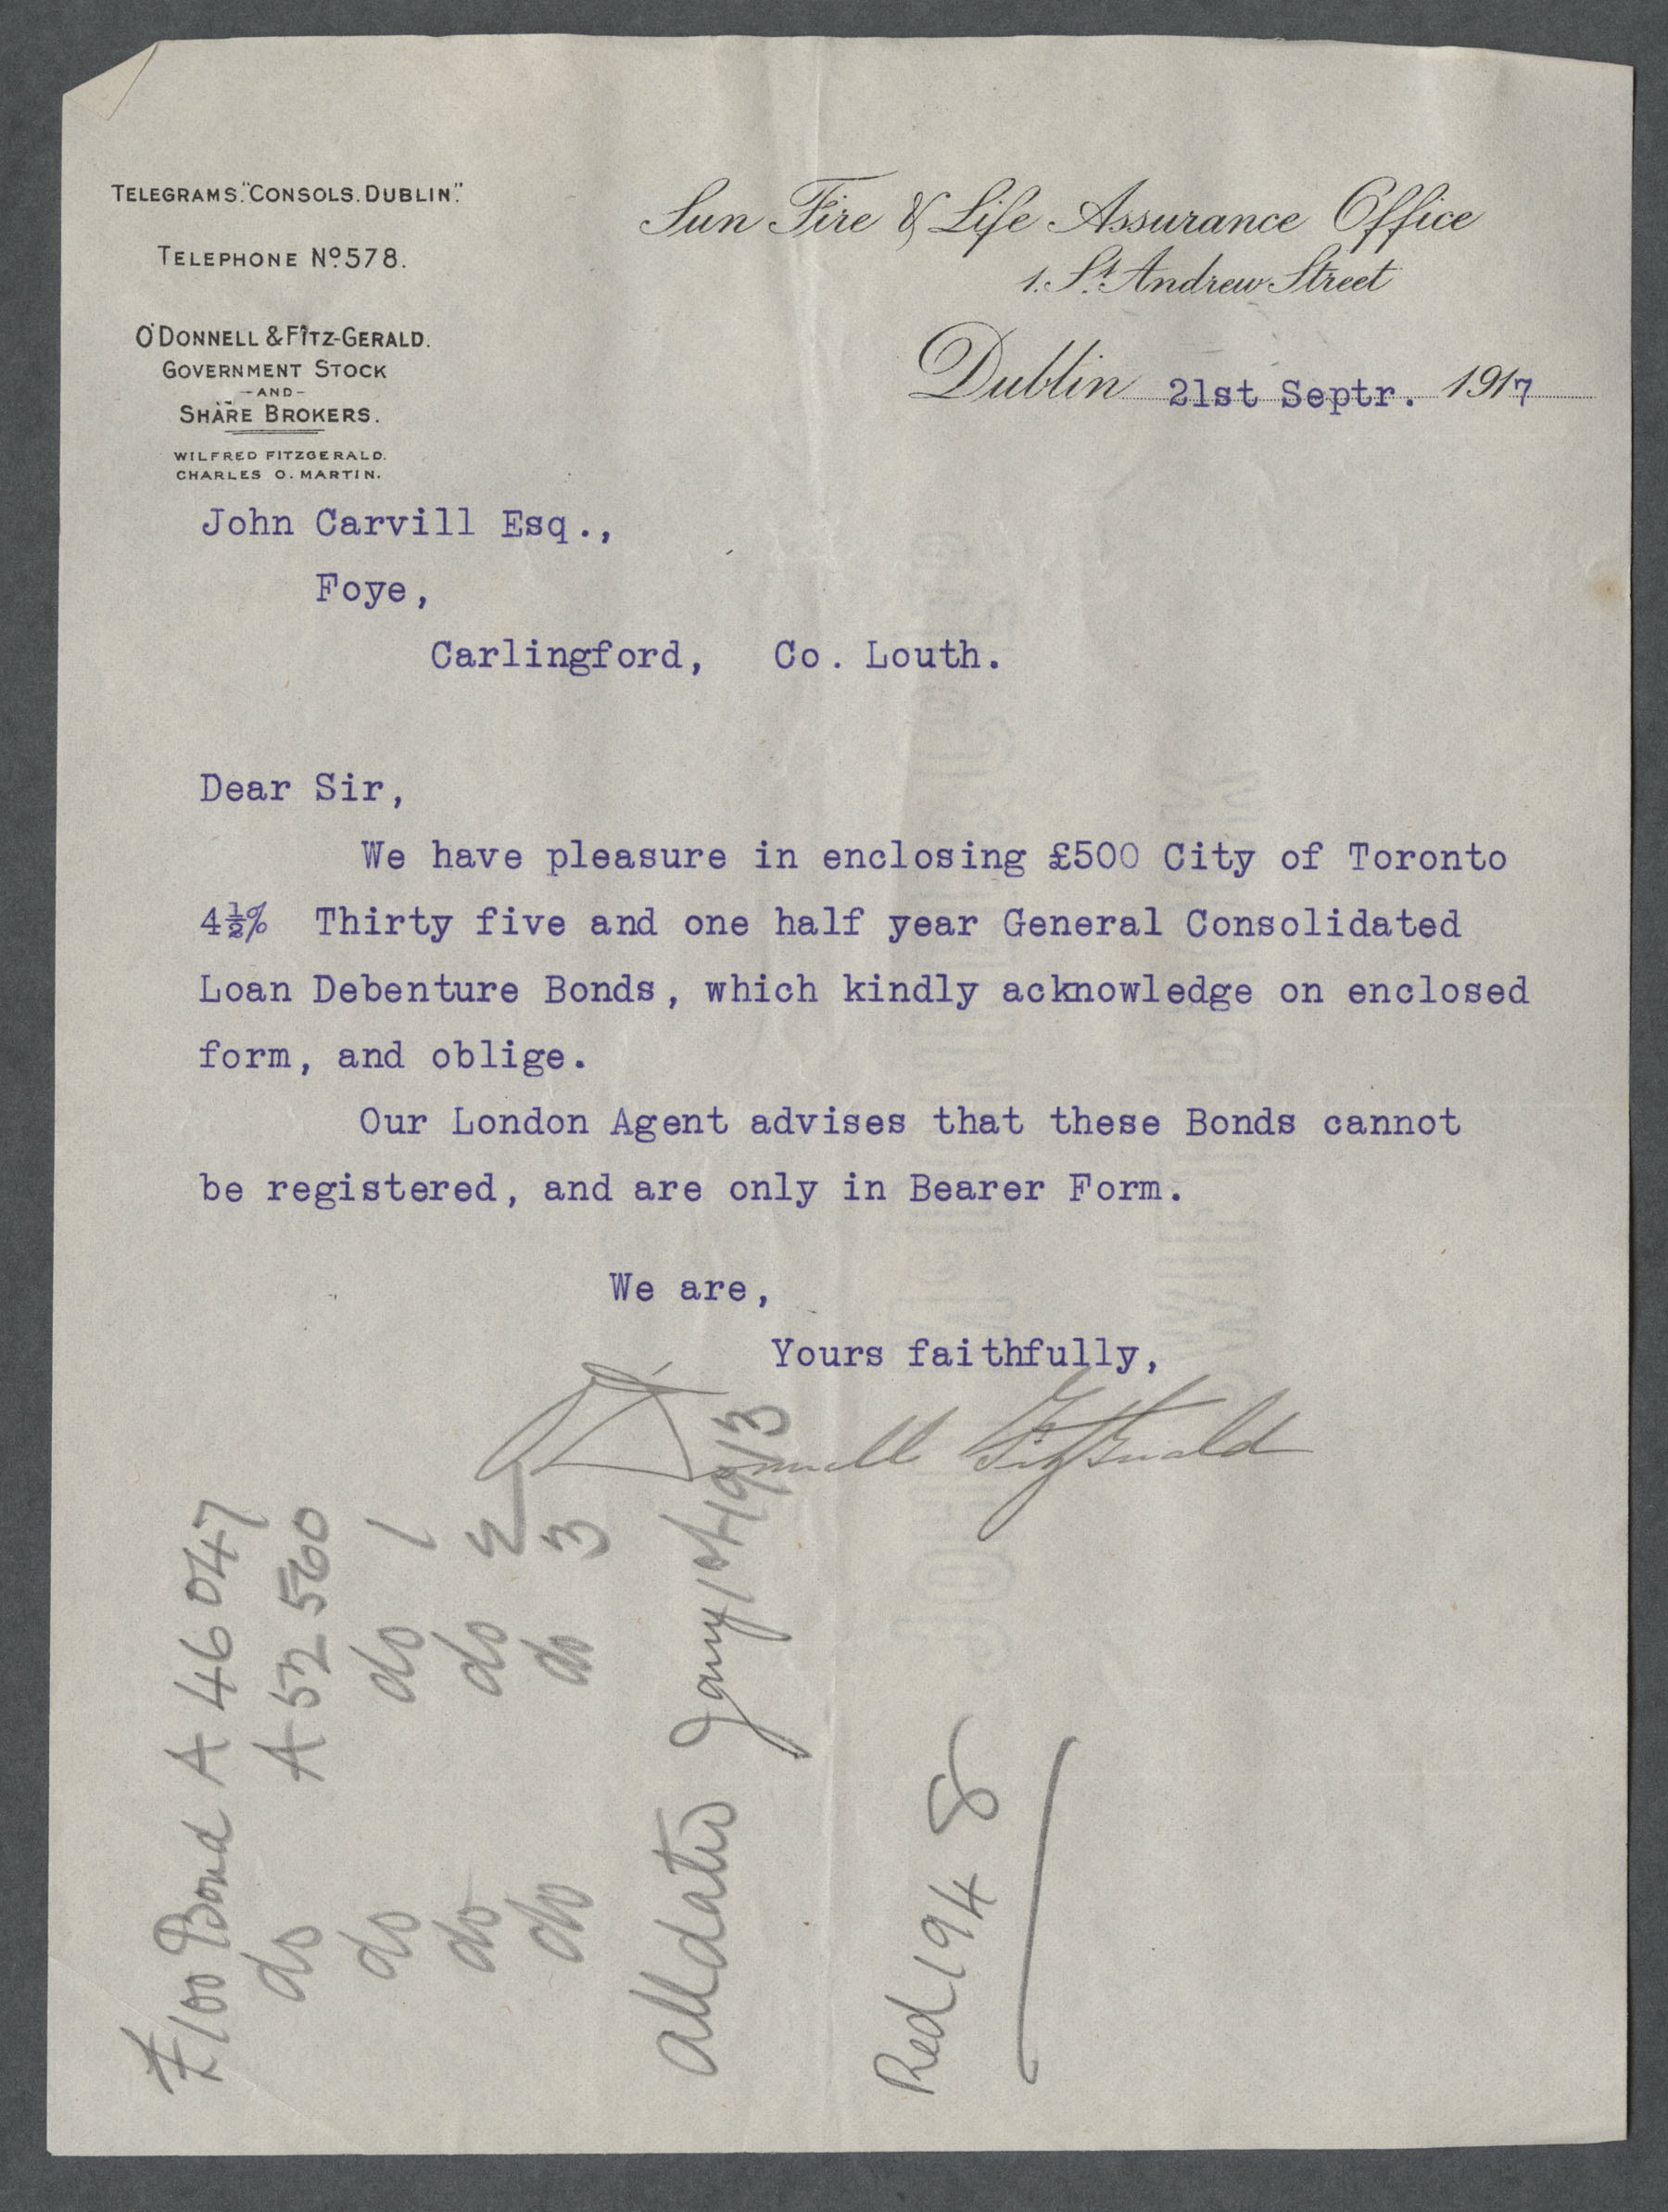 TELEGRAMS. "CONSOLS. DUBLIN."
TELEPHONE No. 578.
O'DONNELL & FITZ-GERALD.
GOVERNMENT STOCK
- AND -
SHARE BROKERS.
WILFRED FITZGERALD.
CHARLES O. MARTIN.
Sun Fire & Life Assurance Office
1. St. Andrew Street
Dublin 21st Septr. 1917
John Carvill Esq.,
Foye,
Carlingford, Co. Louth.
Dear Sir,
We have pleasure in enclosing £500 City of Toronto
4½% Thirty five and one half year General Consolidated
Loan Debenture Bonds, which kindly acknowledge on enclosed
form, and oblige.
Our London Agent advises that these Bonds cannot
be registered, and are only in Bearer Form.
We are,
Yours faithfully,
O'Donnell Fitzgerald
£100 Bond A 46047
do A 52560
do do 1
do do 2
do do 3
All dated Jany 1st 1913
Red 1948